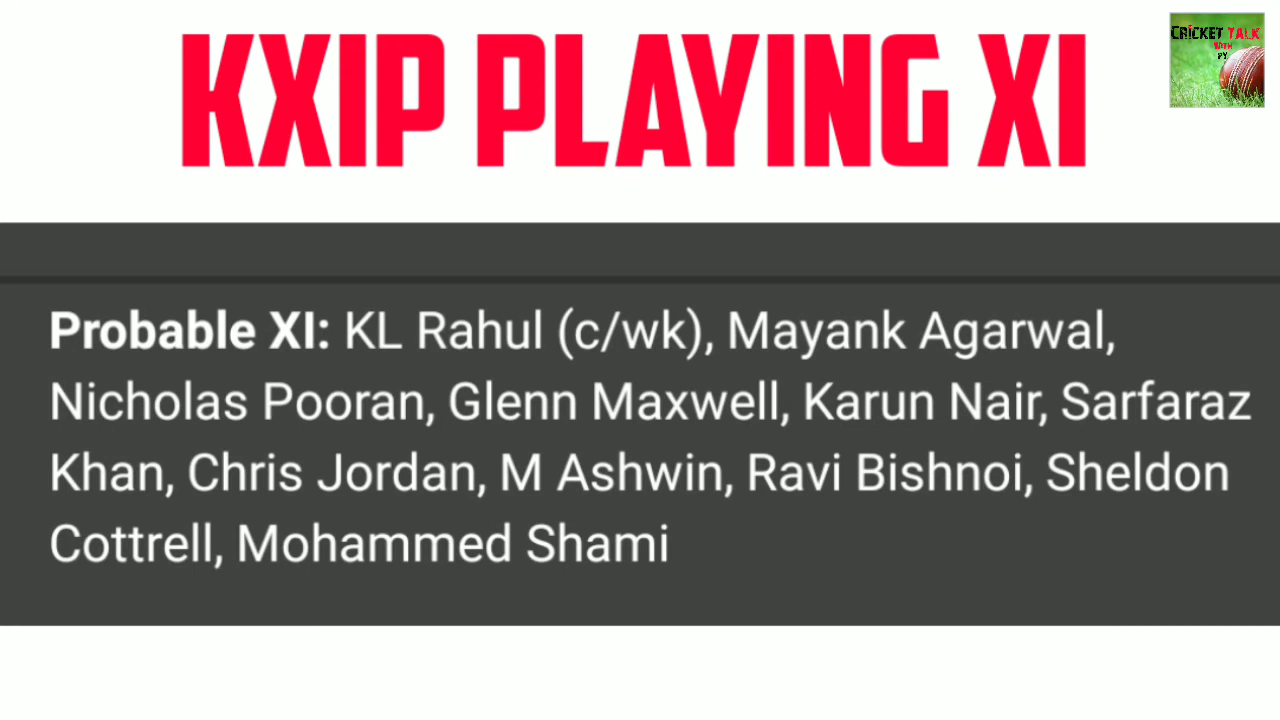 KXIP PLAYING XI
CRICKET TALK
WITH
PY
Probable XI: KL Rahul (c/wk), Mayank Agarwal,
Nicholas Pooran, Glenn Maxwell, Karun Nair, Sarfaraz
Khan, Chris Jordan, M Ashwin, Ravi Bishnoi, Sheldon
Cottrell, Mohammed Shami